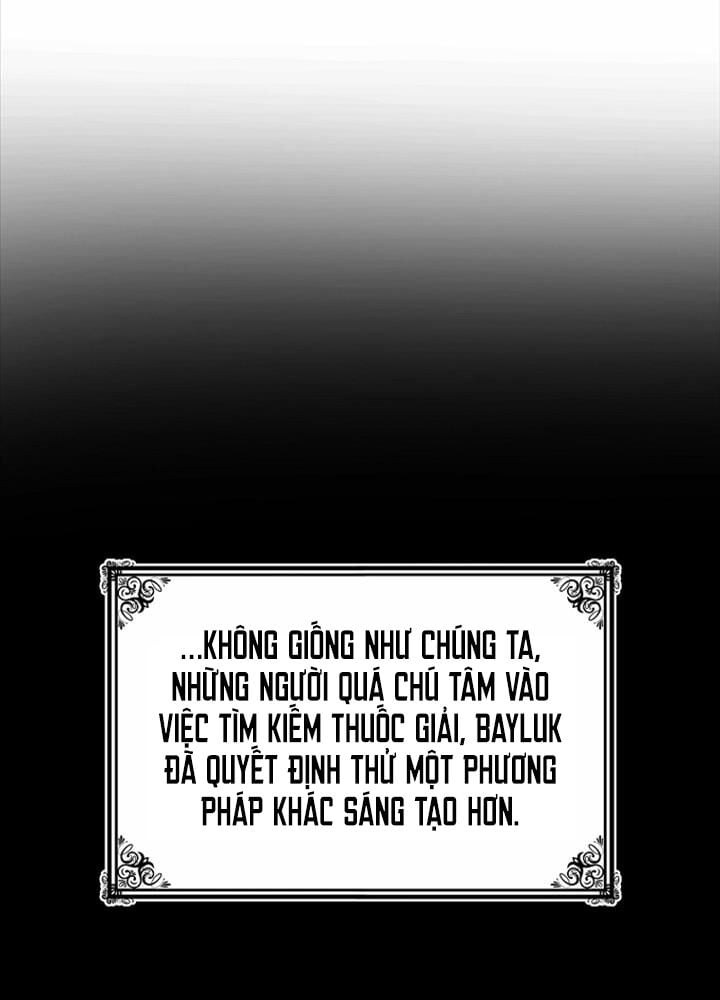 ...KHÔNG GIỐNG NHƯ CHÚNG TA,
NHỮNG NGƯỜI QUÁ CHÚ TÂM VÀO
VIỆC TÌM KIẾM THUỐC GIẢI, BAYLUK
ĐÃ QUYẾT ĐỊNH THỬ MỘT PHƯƠNG
PHÁP KHÁC SÁNG TẠO HƠN.